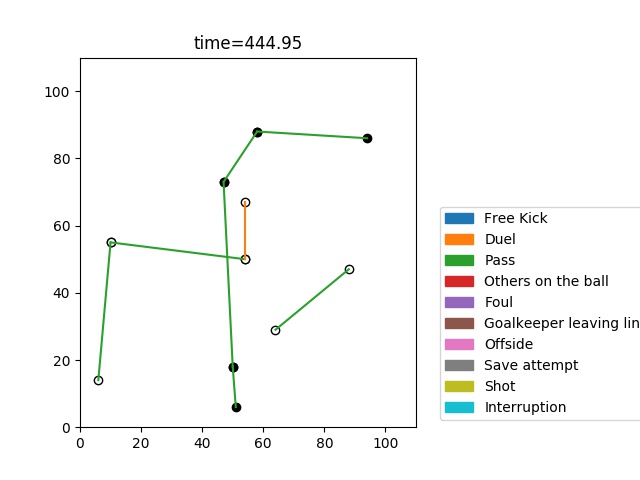 time=444.95
100
80
60
40
20
0
0 20 40 60 80 100
Free Kick
Duel
Pass
Others on the ball
Foul
Goalkeeper leaving lin
Offside
Save attempt
Shot
Interruption